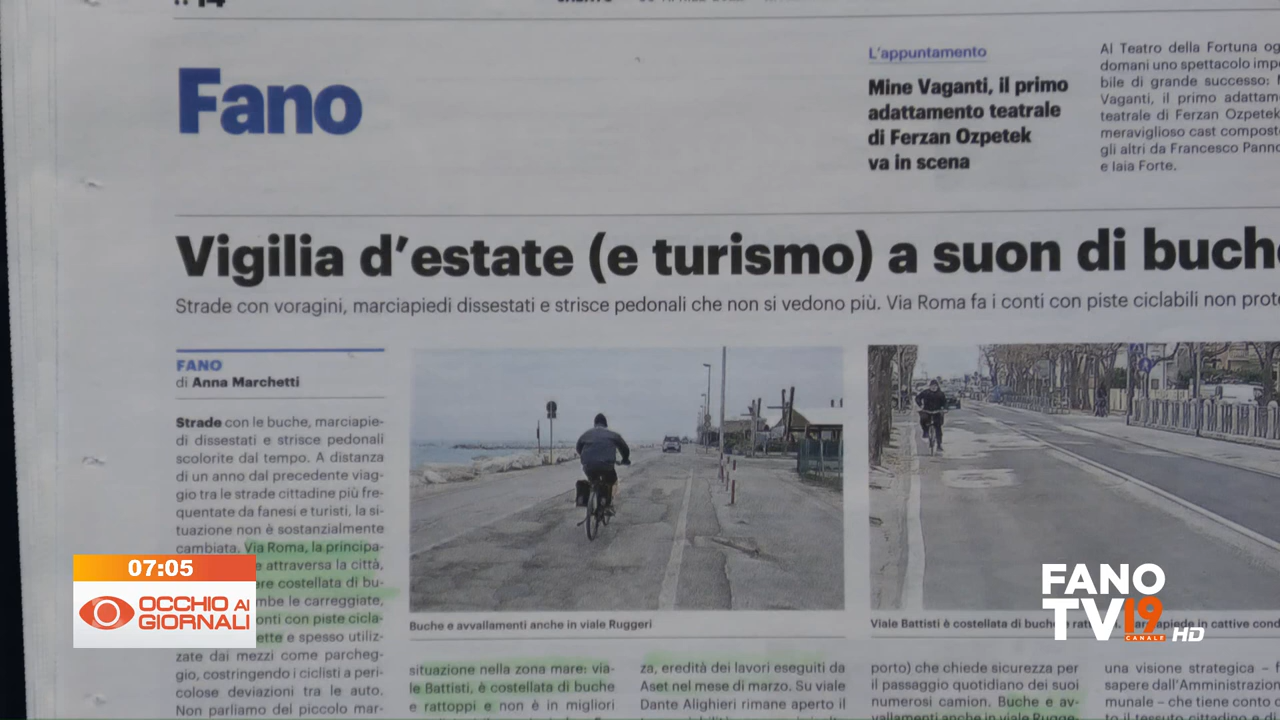 Fano
L'appuntamento
Mine Vaganti, il primo
adattamento teatrale
di Ferzan Ozpetek
va in scena
Al Teatro della Fortuna
domani uno spettacolo
bile di grande successo:
Vaganti, il primo
teatrale di Ferzan
meraviglioso cast
gli altri da Francesco
e Iaia Forte.
Vigilia d'estate (e turismo) a suon di
Strade con voragini, marciapiedi dissestati e strisce pedonali che non si vedono più. Via Roma fa i conti con piste ciclabili non
FANO
di Anna Marchetti
Strade con le buche, marciapie-
di dissestati e strisce pedonali
scolorite dal tempo. A distanza
di un anno dal precedente viag-
gio tra le strade cittadine più fre-
quentate da fanesi e turisti, la si-
tuazione non è sostanzialmente
cambiata. Via Roma, la principa-
e attraversa la città,
costellata di bu-
le carreggiate,
con piste cicla-
e spesso utiliz-
zate dai mezzi come parcheg-
gio, costringendo i ciclisti a peri-
colose deviazioni tra le auto.
Non parliamo del piccolo mar-
Buche e avvallamenti anche in viale Ruggeri
Viale Battisti è costellata di buche e in cattive
situazione nella zona mare: via-
le Battisti, è costellata di buche
e rattoppi e non è in migliori
za, eredità dei lavori eseguiti da
Aset nel mese di marzo. Su viale
Dante Alighieri rimane aperto il
porto) che chiede sicurezza per
il passaggio quotidiano dei suoi
numerosi camion. Buche e av-
vallamenti anche in viale
una visione strategica –
sapere dall'Amministrazion
munale – che tiene conto
07:05
OCCHIO AI
GIORNALI
FANO
TV19
CANALE
HD